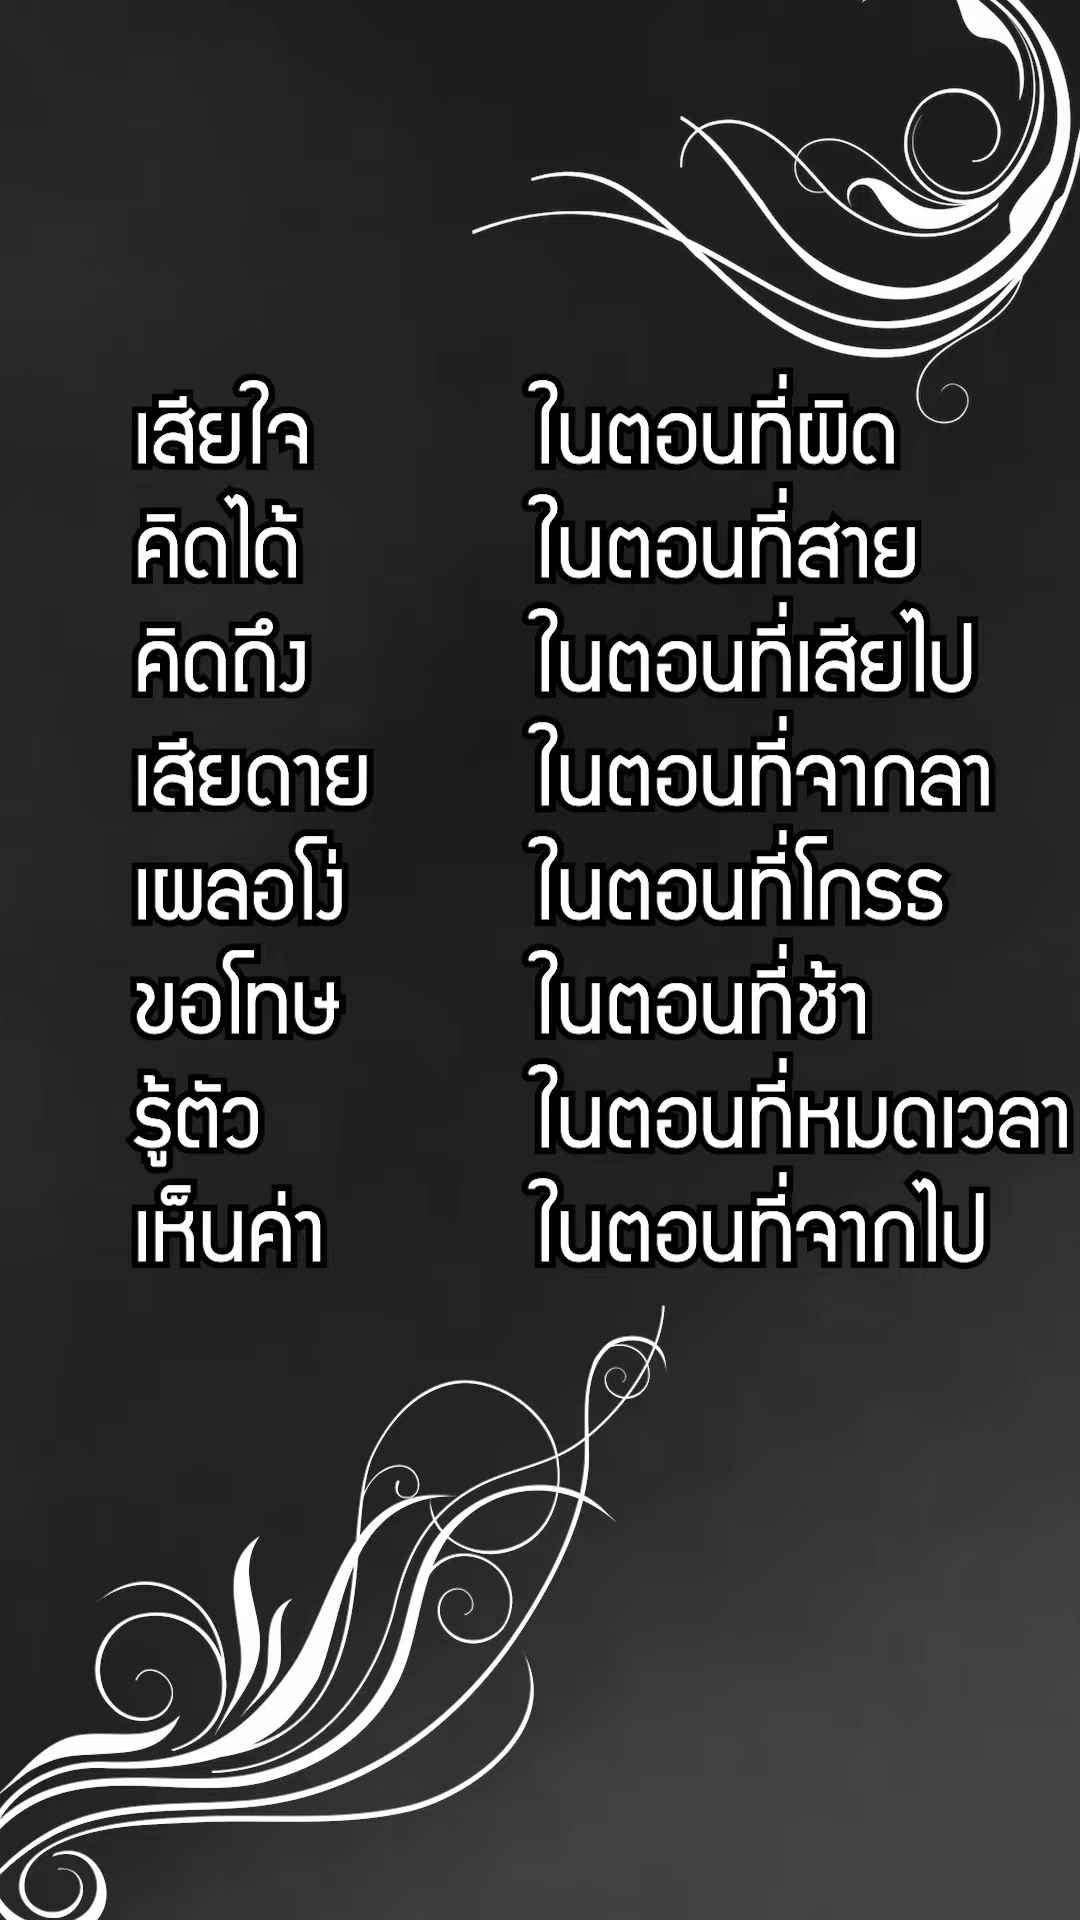 เสียใจ ในตอนที่ผิด
คิดได้ ในตอนที่สาย
คิดถึง ในตอนที่เสียไป
เสียดาย ในตอนที่จากลา
เผลอโง่ ในตอนที่โกรธ
ขอโทษ ในตอนที่ช้า
รู้ตัว ในตอนที่หมดเวลา
เห็นค่า ในตอนที่จากไป